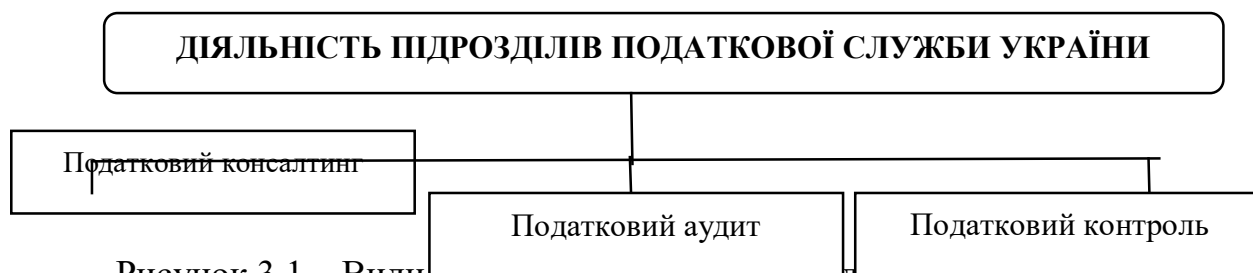 ДІЯЛЬНІСТЬ ПІДРОЗДІЛІВ ПОДАТКОВОЇ СЛУЖБИ УКРАЇНИ
Податковий консалтинг
Податковий аудит
Податковий контроль
Рисунок 3.1 – Види